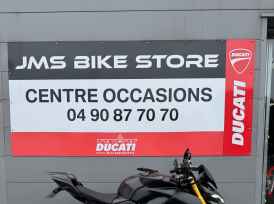 JMS BIKE STORE
DUCATI
CENTRE OCCASIONS
04 90 87 70 70
DUCATI
DUCATI